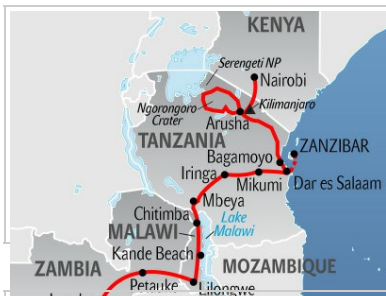 KENYA
Serengeti NP
Nairobi
Ngorongoro
Crater
Kilimanjaro
Arusha
TANZANIA
Bagamoyo
ZANZIBAR
Iringa
Mikumi
Dar es Salaam
Mbeya
Chitimba
Lake
Malawi
MALAWI
Kande Beach
ZAMBIA
MOZAMBIQUE
Petauke
Lilongwe